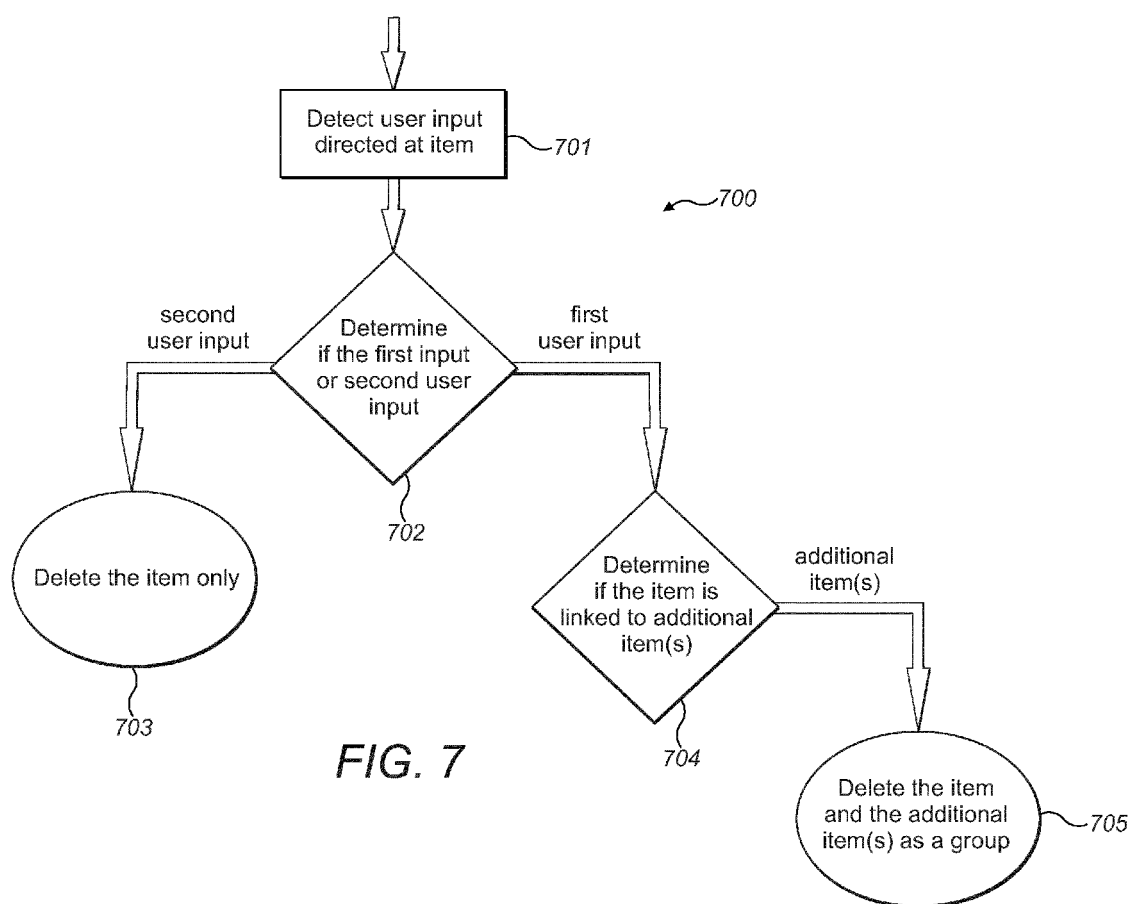 Detect user input
directed at item
701
700
second
user input
first
user input
Determine
if the first input
or second user
input
702
Delete the item only
703
Determine
if the item is
linked to additional
item(s)
704
additional
item(s)
Delete the item
and the additional
item(s) as a group
705
FIG. 7